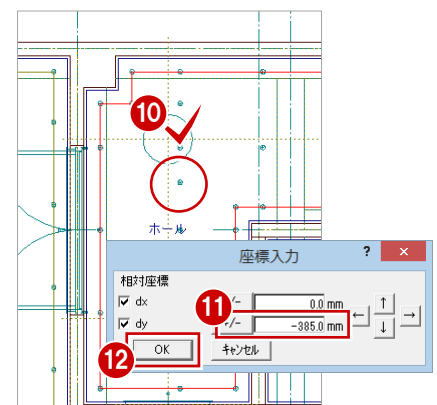 10
ホール
座標入力 ? ×
相対座標
11
dx +/- 0.0 mm ↑
dy +/- -385.0 mm ← ↓ →
12
OK キャンセル